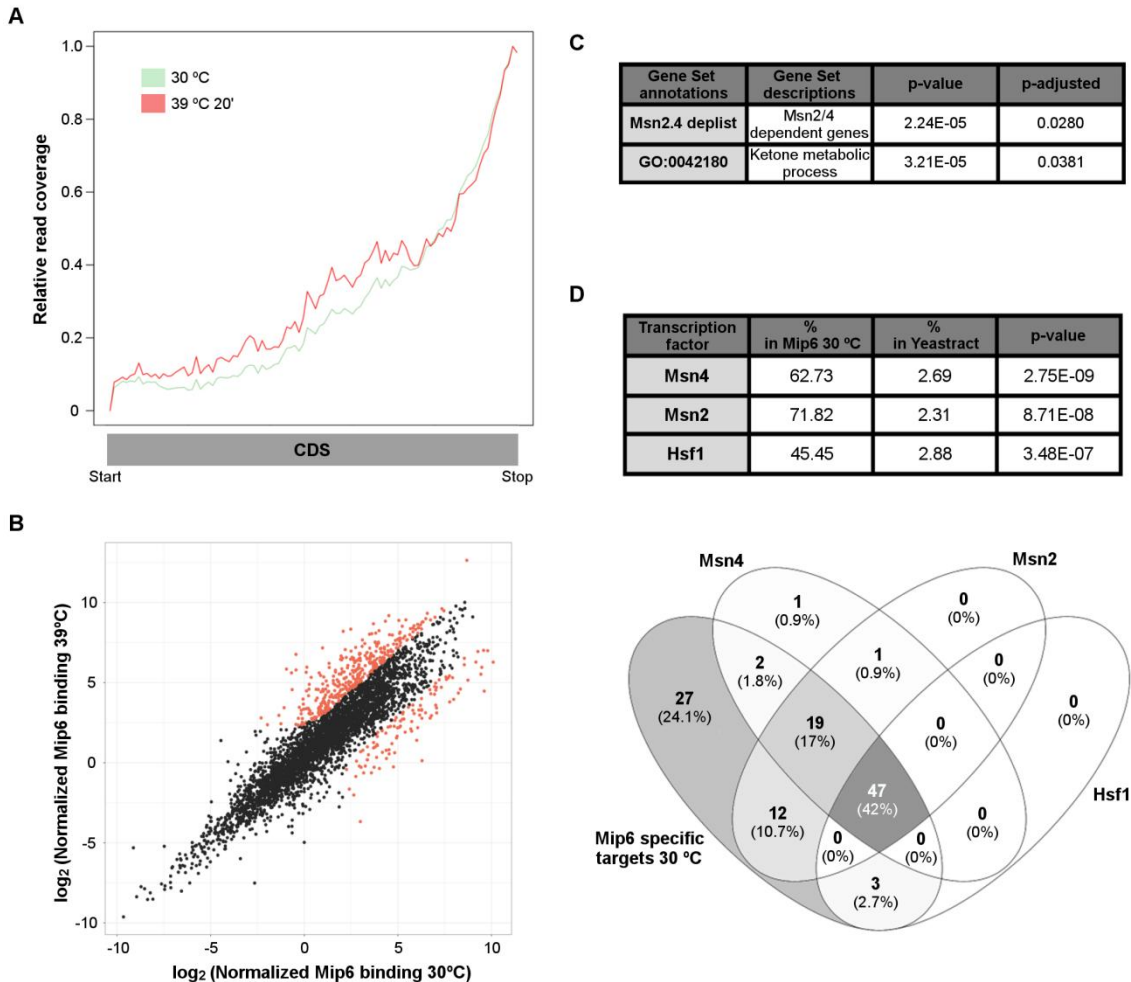 A
1.0
0.8
0.6
0.4
0.2
0
Relative read coverage
30 ºC
39 ºC 20'
CDS
Start
Stop
B
10
5
0
-5
-10
log2 (Normalized Mip6 binding 39ºC)
-10 -5 0 5 10
log2 (Normalized Mip6 binding 30ºC)
C
Gene Set annotations Gene Set descriptions p-value p-adjusted
Msn2.4 deplist Msn2/4 dependent genes 2.24E-05 0.0280
GO:0042180 Ketone metabolic process 3.21E-05 0.0381
D
Transcription factor % in Mip6 30 ºC % in Yeastract p-value
Msn4 62.73 2.69 2.75E-09
Msn2 71.82 2.31 8.71E-08
Hsf1 45.45 2.88 3.48E-07
Msn4
Msn2
1
(0.9%)
0
(0%)
2
(1.8%)
1
(0.9%)
0
(0%)
27
(24.1%)
0
(0%)
19
(17%)
0
(0%)
47
(42%)
Hsf1
12
(10.7%)
0
(0%)
0
(0%)
0
(0%)
Mip6 specific
targets 30 ºC
3
(2.7%)